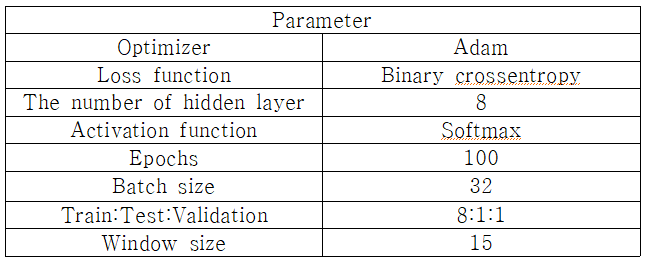 Parameter
Optimizer Adam
Loss function Binary crossentropy
The number of hidden layer 8
Activation function Softmax
Epochs 100
Batch size 32
Train:Test:Validation 8:1:1
Window size 15